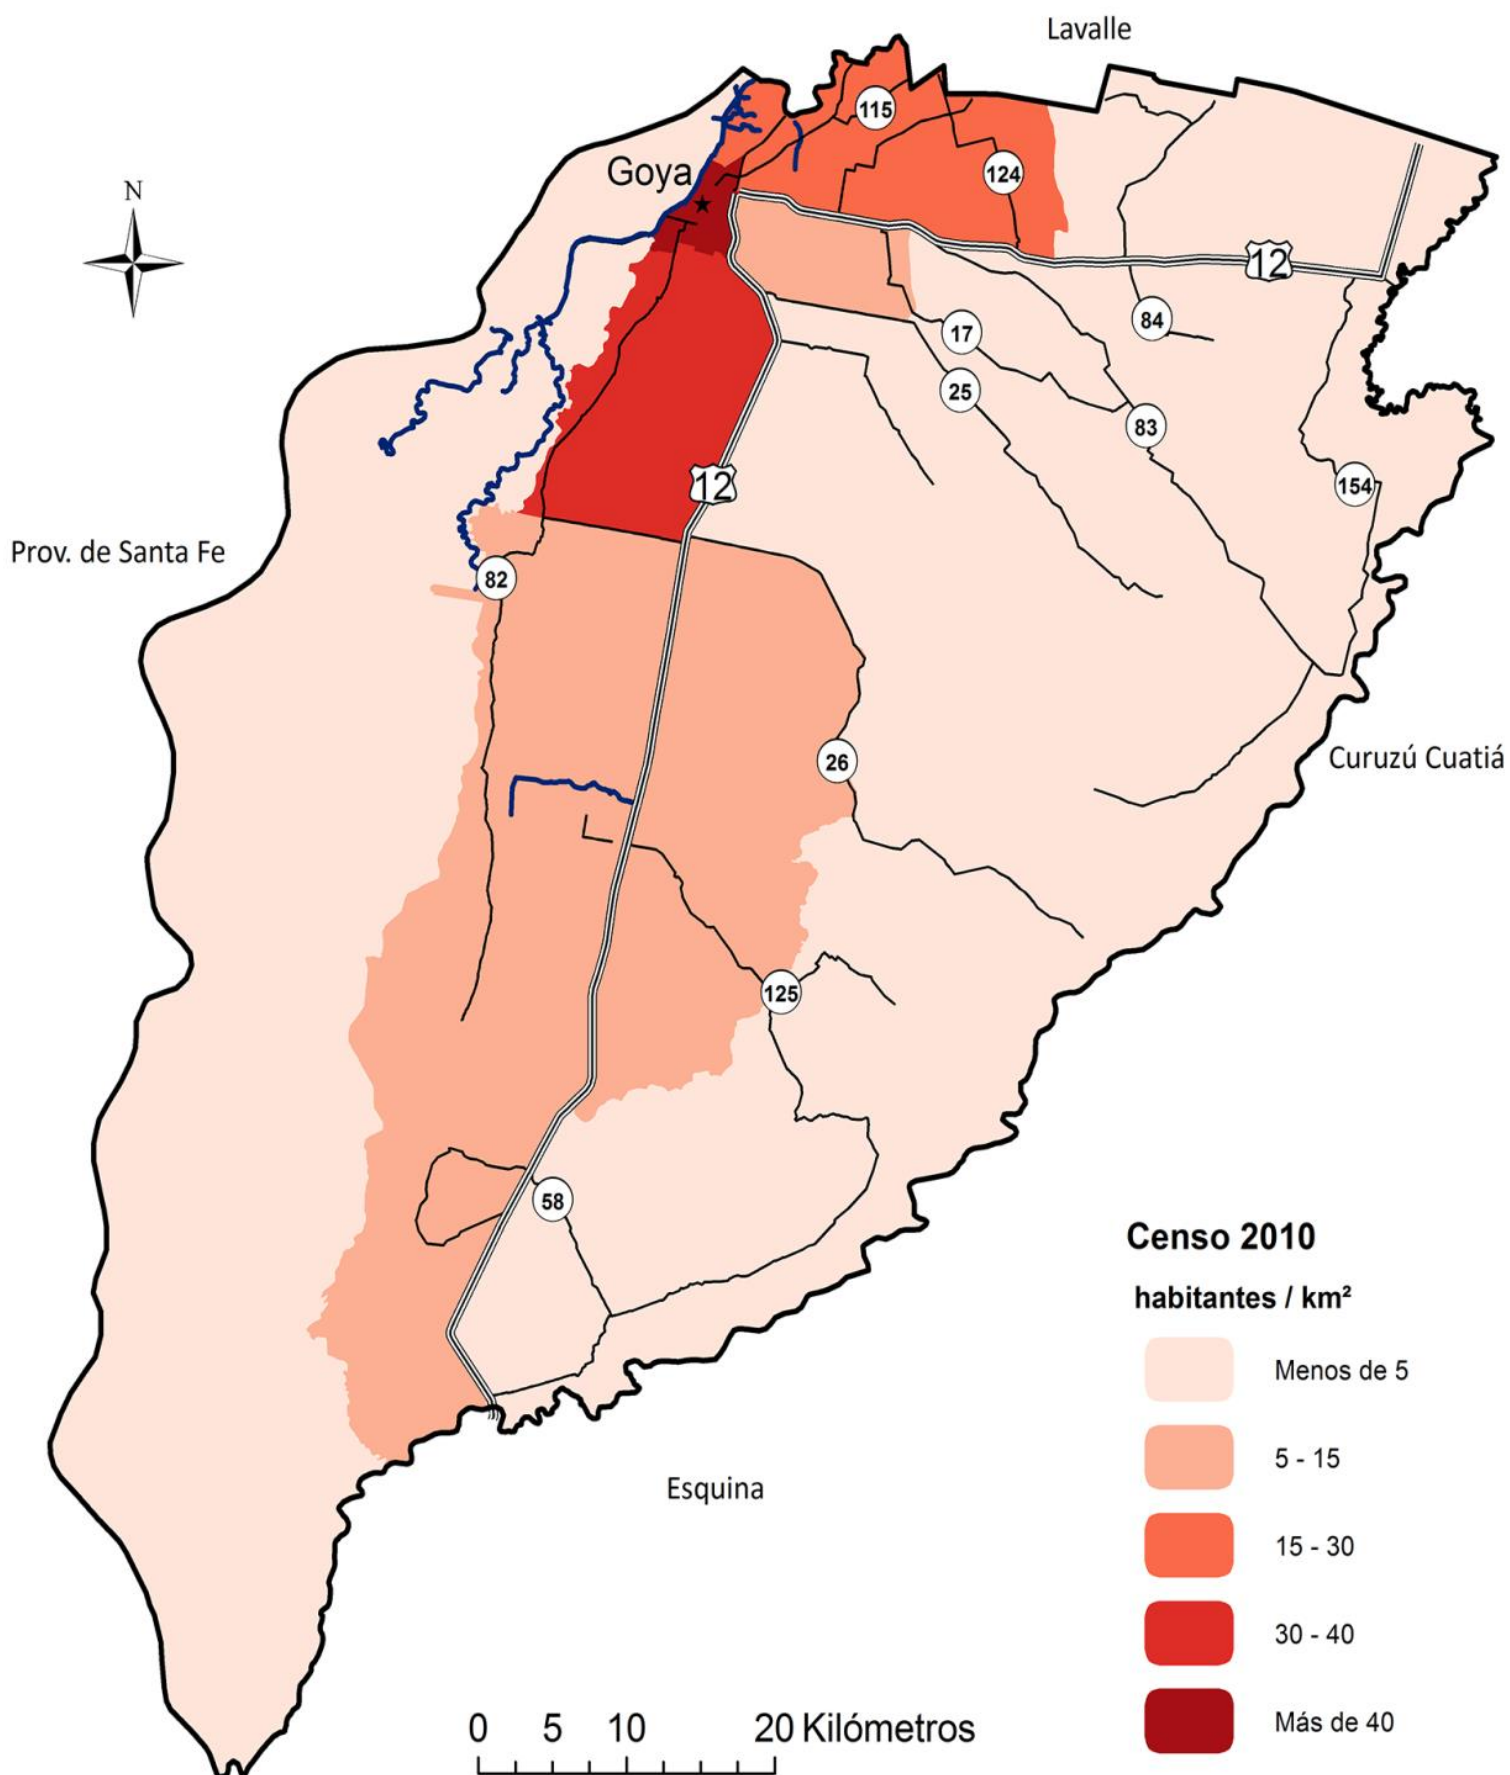 Lavalle
N
115
Goya
124
12
84
17
25
83
12
154
Prov. de Santa Fe
82
26
Curuzú Cuatiá
125
58
Esquina
Censo 2010
habitantes / km²
Menos de 5
5 - 15
15 - 30
30 - 40
Más de 40
0 5 10 20 Kilómetros